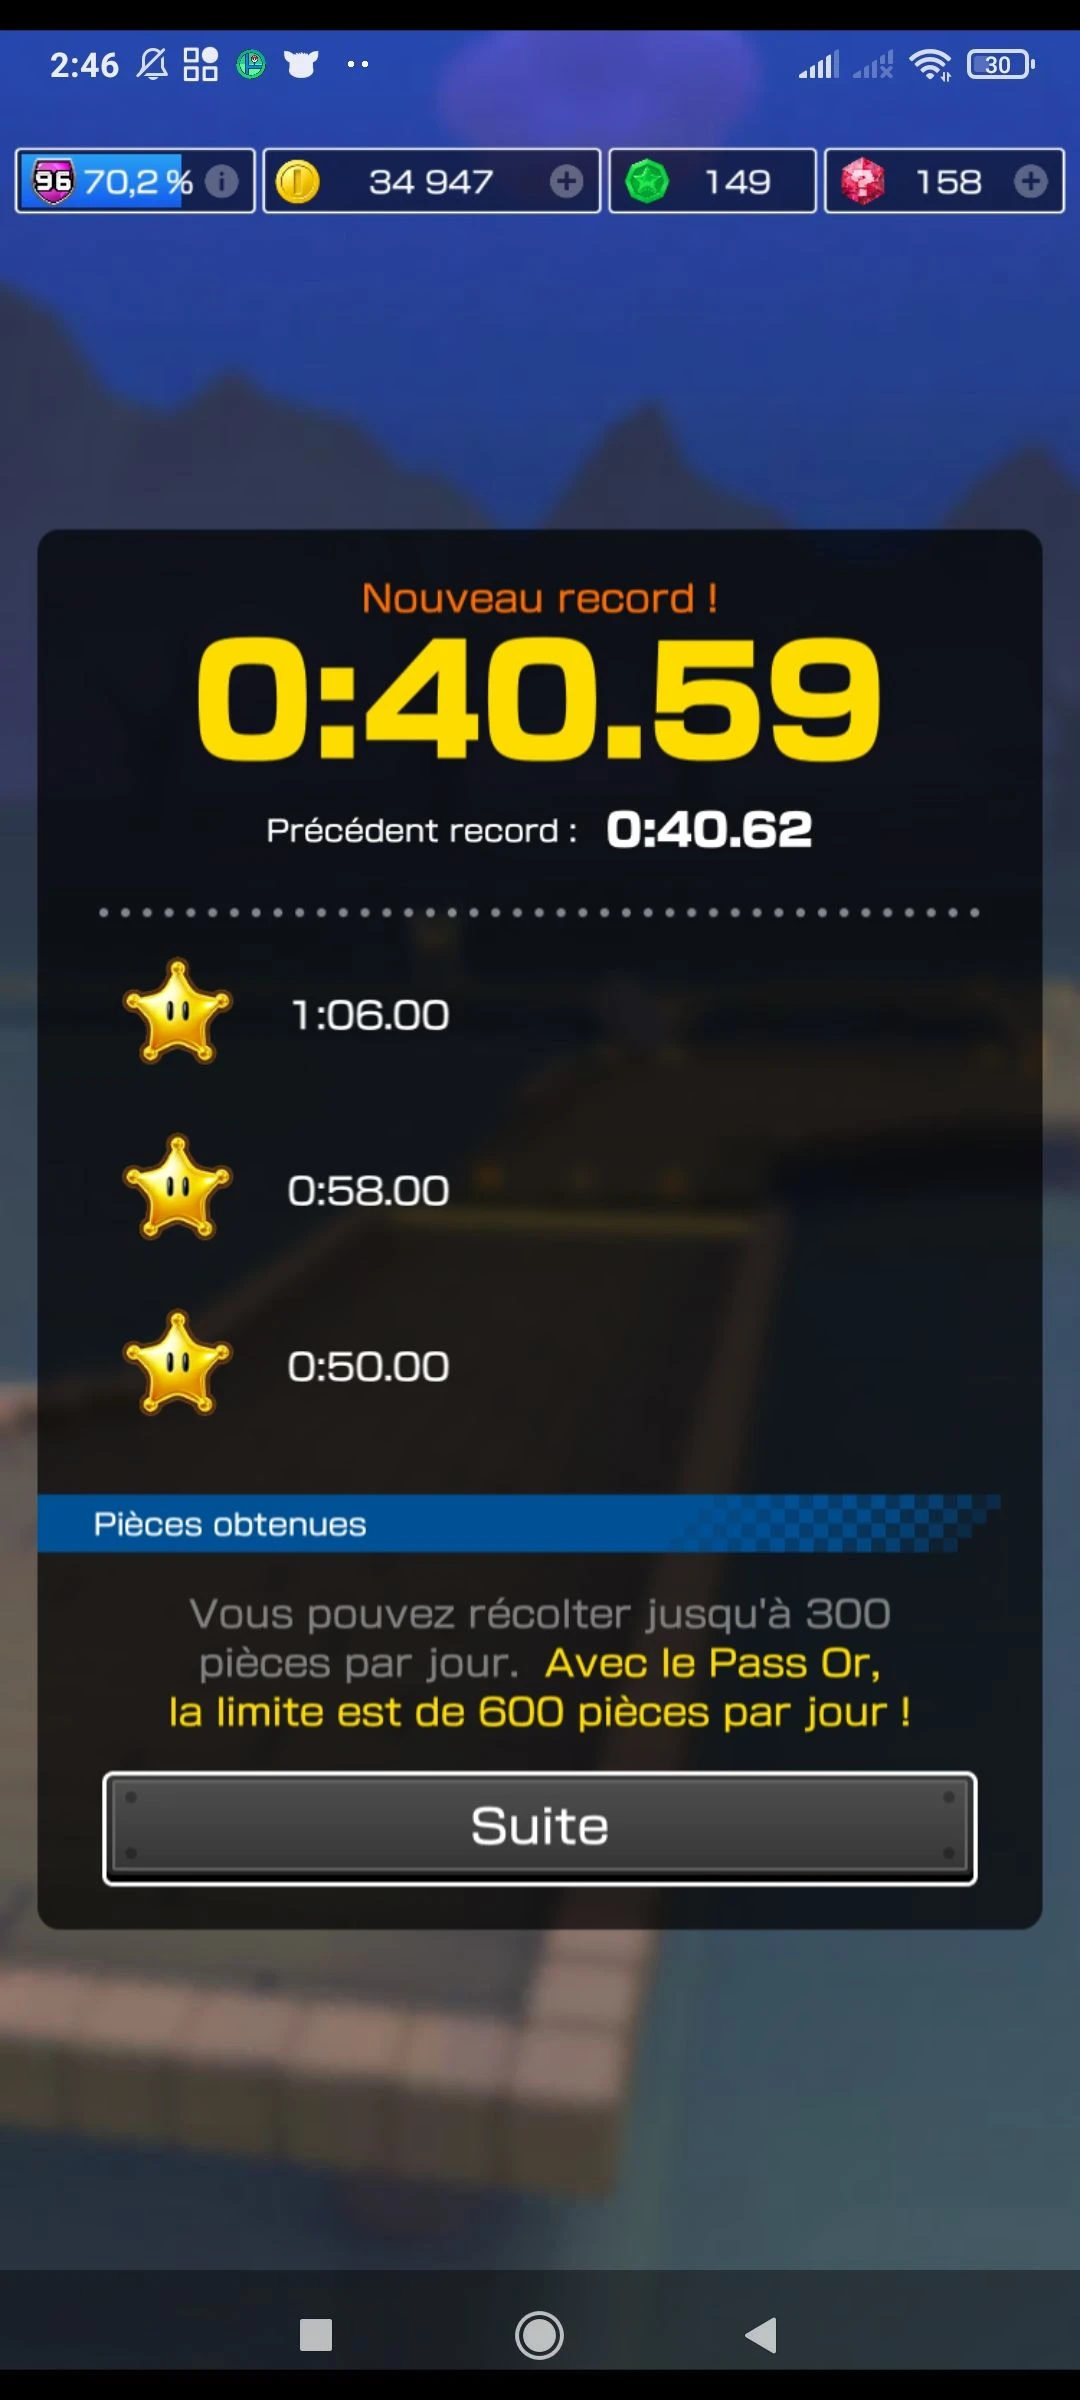 2:46 30
96 70,2 % i 34 947 149 ? 158
Nouveau record !
0:40.59
Précédent record : 0:40.62
1:06.00
0:58.00
0:50.00
Pièces obtenues
Vous pouvez récolter jusqu'à 300
pièces par jour. Avec le Pass Or,
la limite est de 600 pièces par jour !
Suite